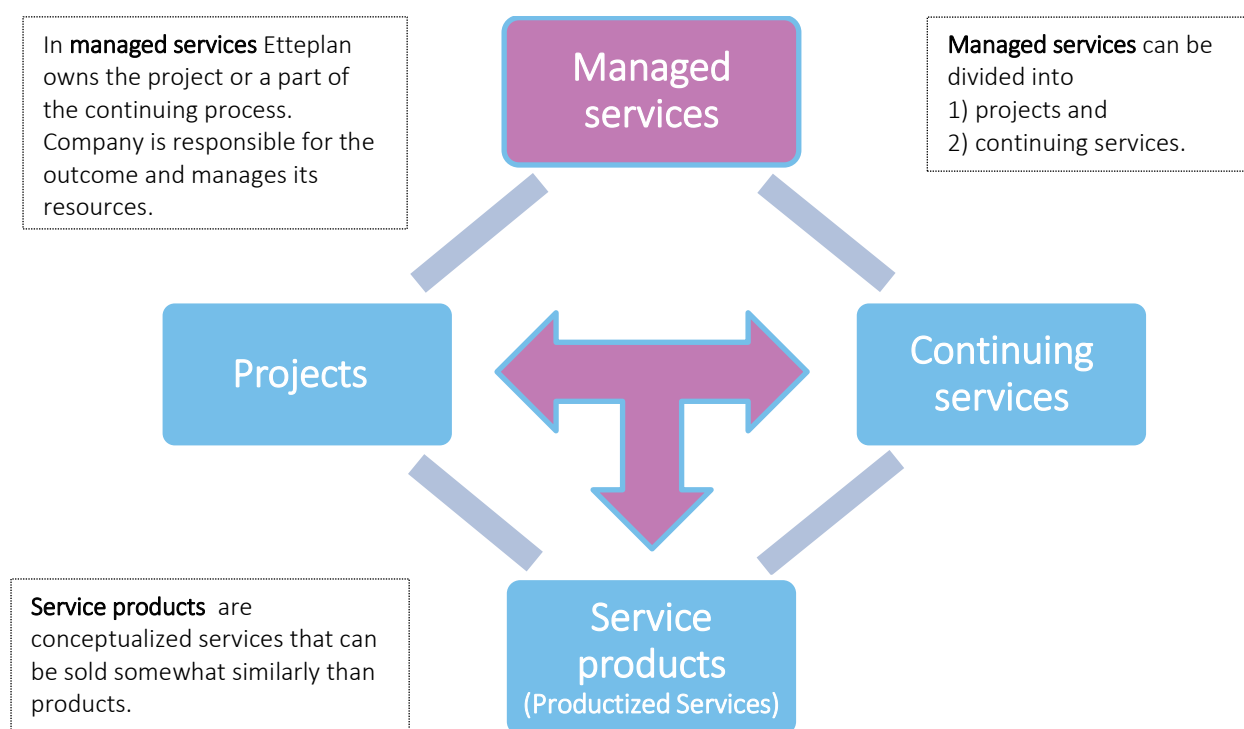 In managed services Etteplan
owns the project or a part of
the continuing process.
Company is responsible for the
outcome and manages its
resources.
Managed
services
Managed services can be
divided into
1) projects and
2) continuing services.
Projects
Continuing
services
Service products are
conceptualized services that can
be sold somewhat similarly than
products.
Service
products
(Productized Services)